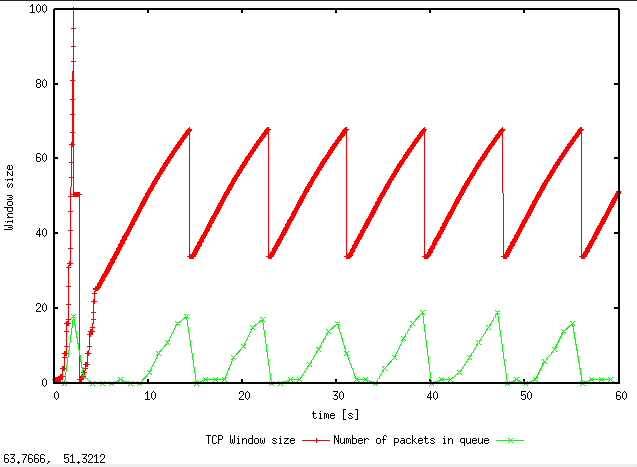 100
80
60
40
20
0
Window size
0 10 20 30 40 50 60
time [s]
TCP Window size Number of packets in queue
63.7666, 51.3212